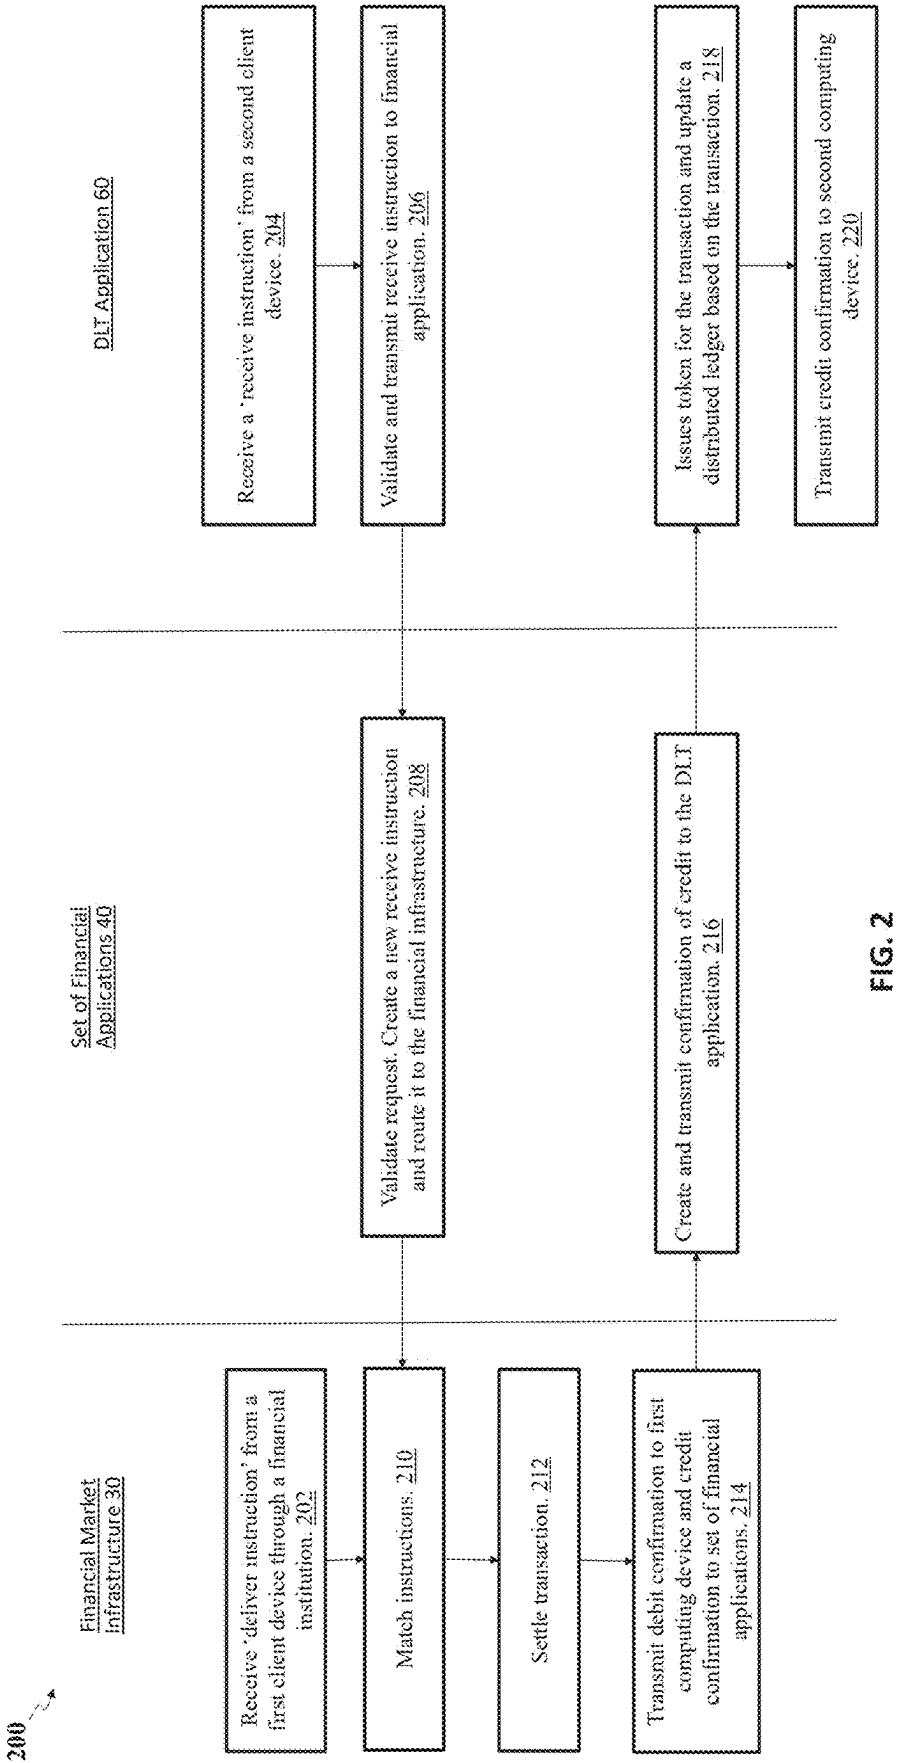 200
Financial Market
Infrastructure 30
Set of Financial
Applications 40
DLT Application 60
Receive 'deliver instruction' from a
first client device through a financial
institution. 202
Receive a 'receive instruction' from a second client
device. 204
Validate and transmit receive instruction to financial
application. 206
Validate request. Create a new receive instruction
and route it to the financial infrastructure. 208
Match instructions. 210
Settle transaction. 212
Transmit debit confirmation to first
computing device and credit
confirmation to set of financial
applications. 214
Create and transmit confirmation of credit to the DLT
application. 216
Issues token for the transaction and update a
distributed ledger based on the transaction. 218
Transmit credit confirmation to second computing
device. 220
FIG. 2